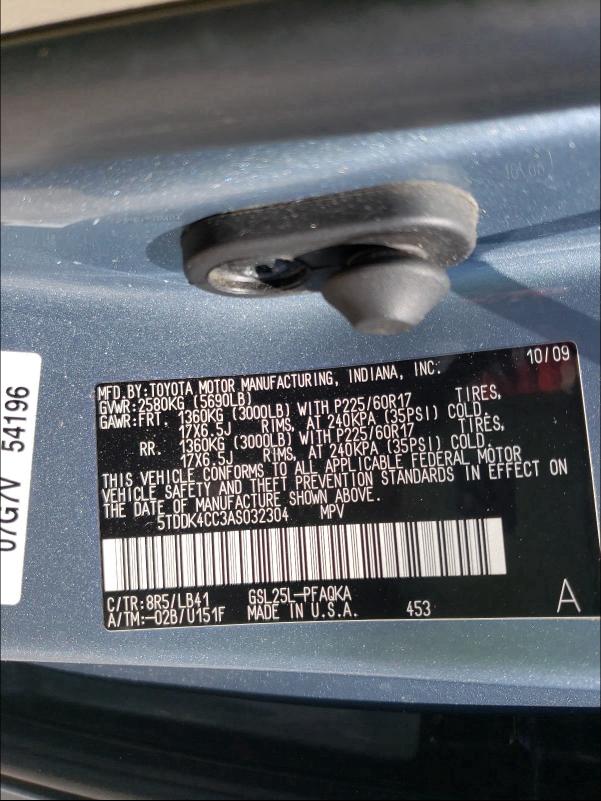 10/09
MFD.BY:TOYOTA MOTOR MANUFACTURING, INDIANA, INC.
GVWR:2580KG (5690LB)
GAWR:FRT. 1360KG (3000LB) WITH P225/60R17 TIRES,
17X6.5J RIMS, AT 240KPA (35PSI) COLD.
RR. 1360KG (3000LB) WITH P225/60R17 TIRES,
17X6.5J RIMS, AT 240KPA (35PSI) COLD.
THIS VEHICLE CONFORMS TO ALL APPLICABLE FEDERAL MOTOR
VEHICLE SAFETY AND THEFT PREVENTION STANDARDS IN EFFECT ON
THE DATE OF MANUFACTURE SHOWN ABOVE.
5TDDK4CC3AS032304 MPV
C/TR:8R5/LB41 GSL25L-PFAQKA
A/TM:-02B/U151F MADE IN U.S.A. 453
A
54196